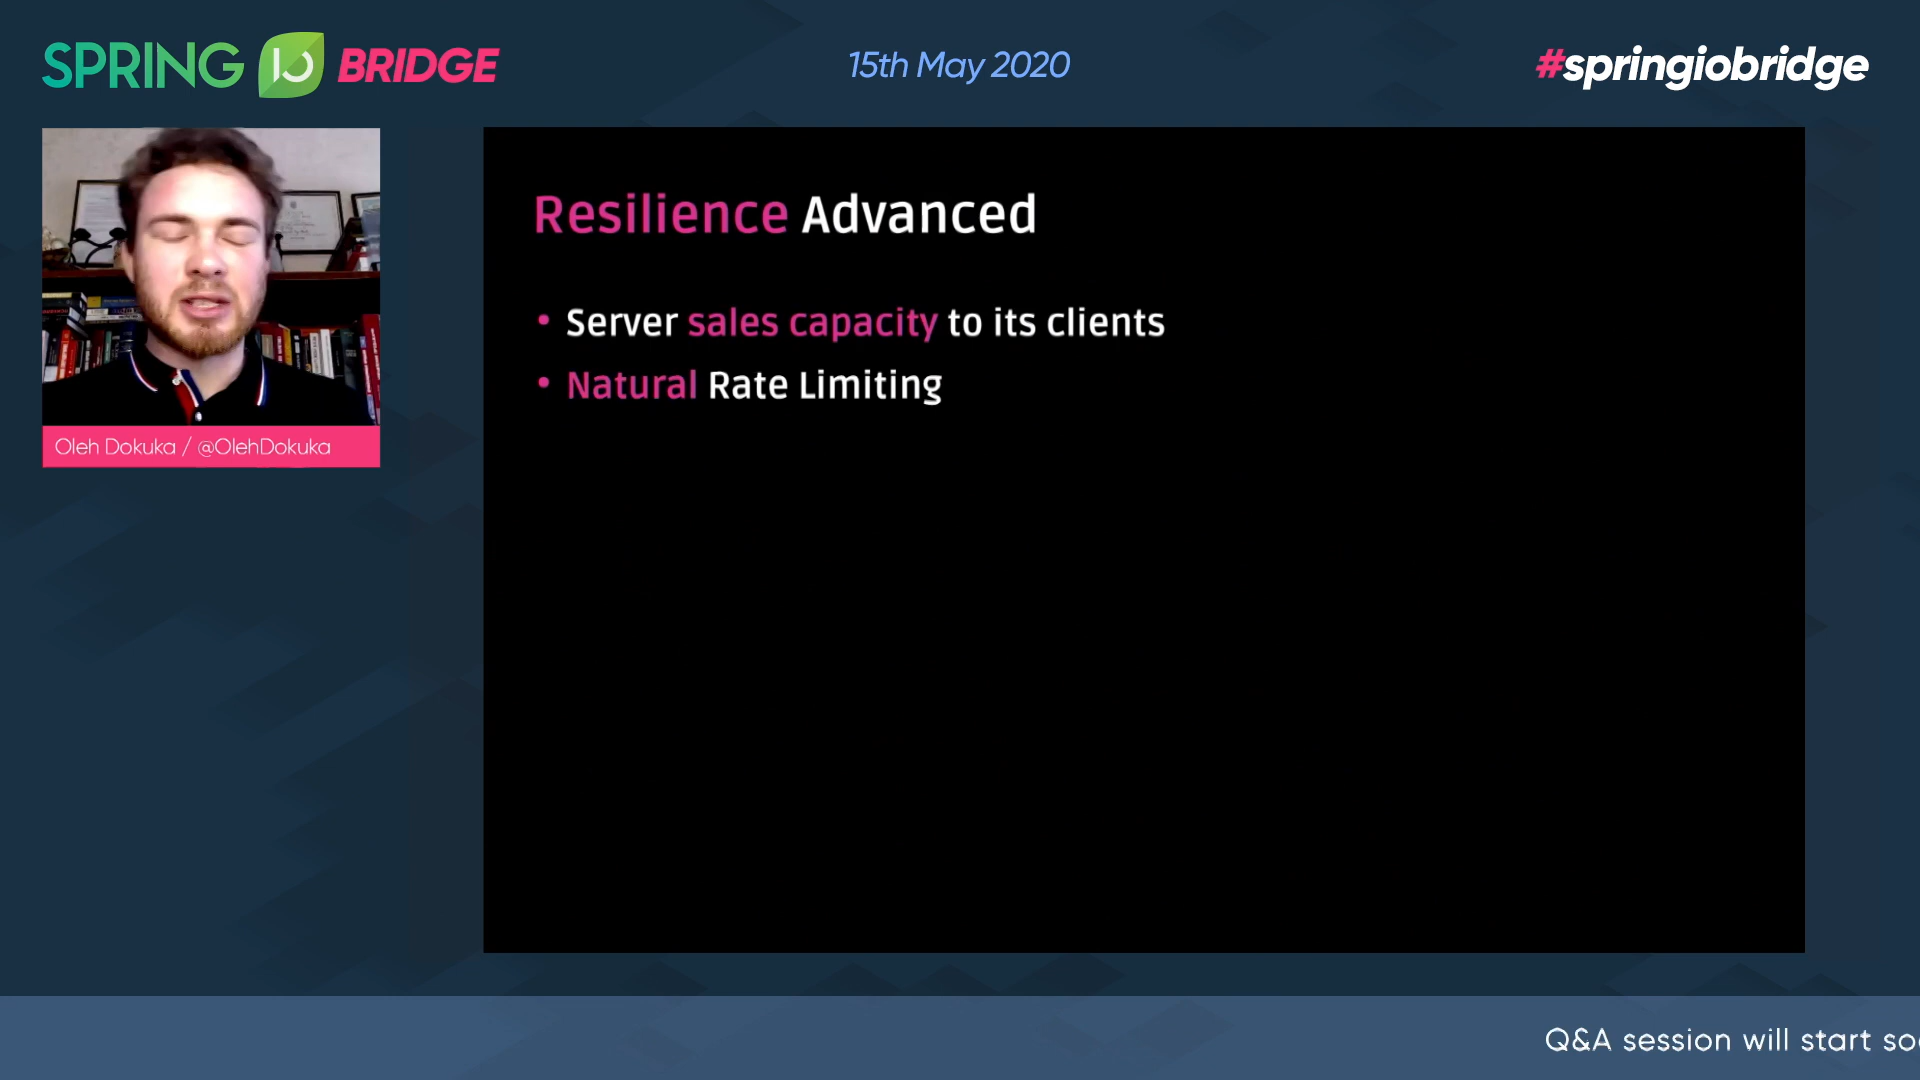 SPRING IO BRIDGE
15th May 2020
#springiobridge
Oleh Dokuka / @OlehDokuka
Resilience Advanced
• Server sales capacity to its clients
• Natural Rate Limiting
Q&A session will start